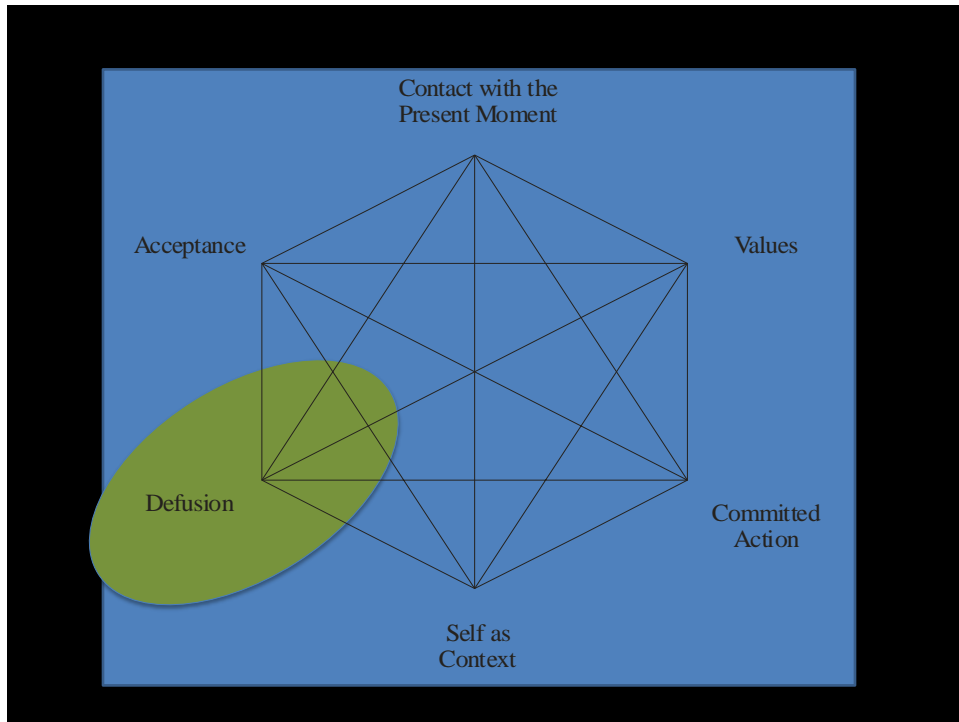 Contact with the
Present Moment
Acceptance
Values
Defusion
Committed
Action
Self as
Context